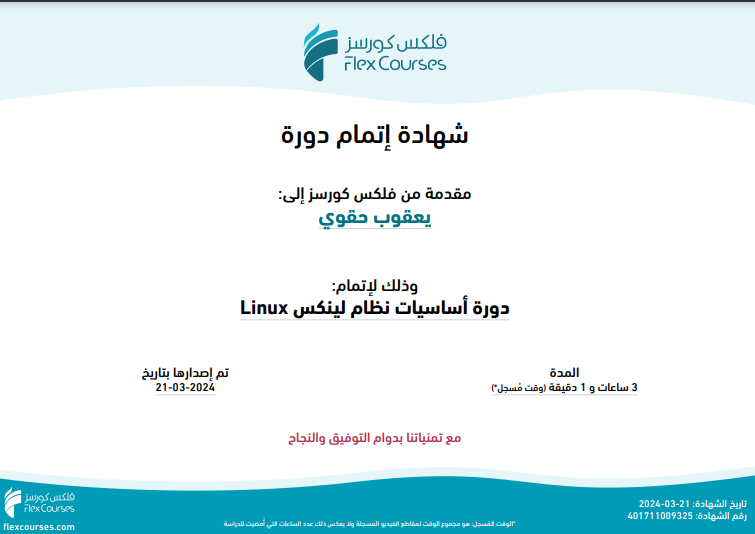 فلكس كورسز
Flex Courses
شهادة إتمام دورة
مقدمة من فلكس كورسز إلى:
يعقوب حقوي
وذلك لإتمام:
دورة أساسيات نظام لينكس Linux
المدة
3 ساعات و 1 دقيقة (وقت مُسجل*)
تم إصدارها بتاريخ
21-03-2024
مع تمنياتنا بدوام التوفيق والنجاح
تاريخ الشهادة: 21-03-2024
رقم الشهادة: 401711009325
*الوقت المُسجل: هو مجموع الوقت لمقاطع الفيديو المسجلة ولا يعكس ذلك عدد الساعات التي أُمضيت للدراسة
فلكس كورسز
Flex Courses
flexcourses.com